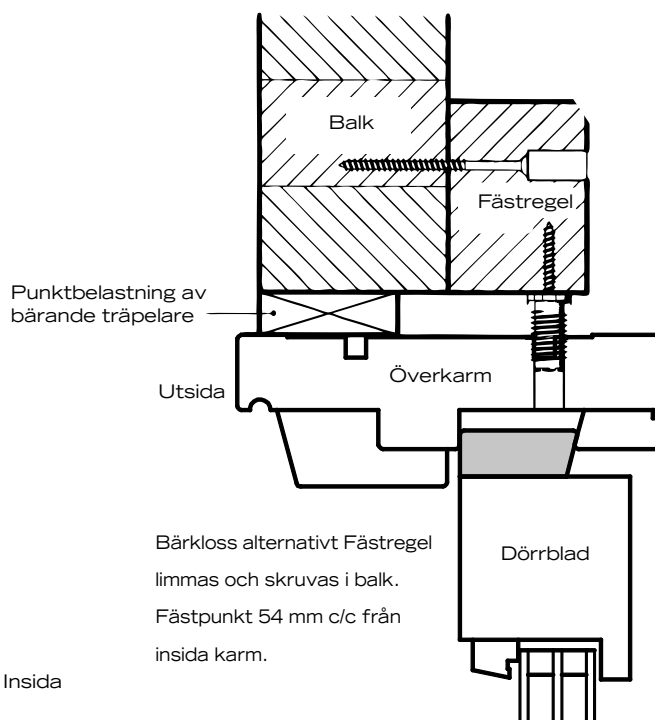 Balk
Fästregel
Punktbelastning av
bärande träpelare
Överkarm
Utsida
Bärkloss alternativt Fästregel
limmas och skruvas i balk.
Fästpunkt 54 mm c/c från
insida karm.
Dörrblad
Insida